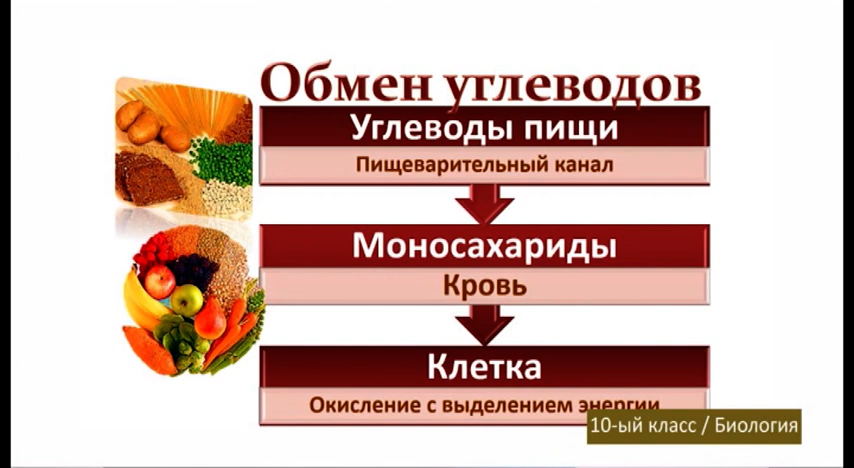 Обмен углеводов
Углеводы пищи
Пищеварительный канал
Моносахариды
Кровь
Клетка
Окисление с выделением энергии
10-ый класс / Биология